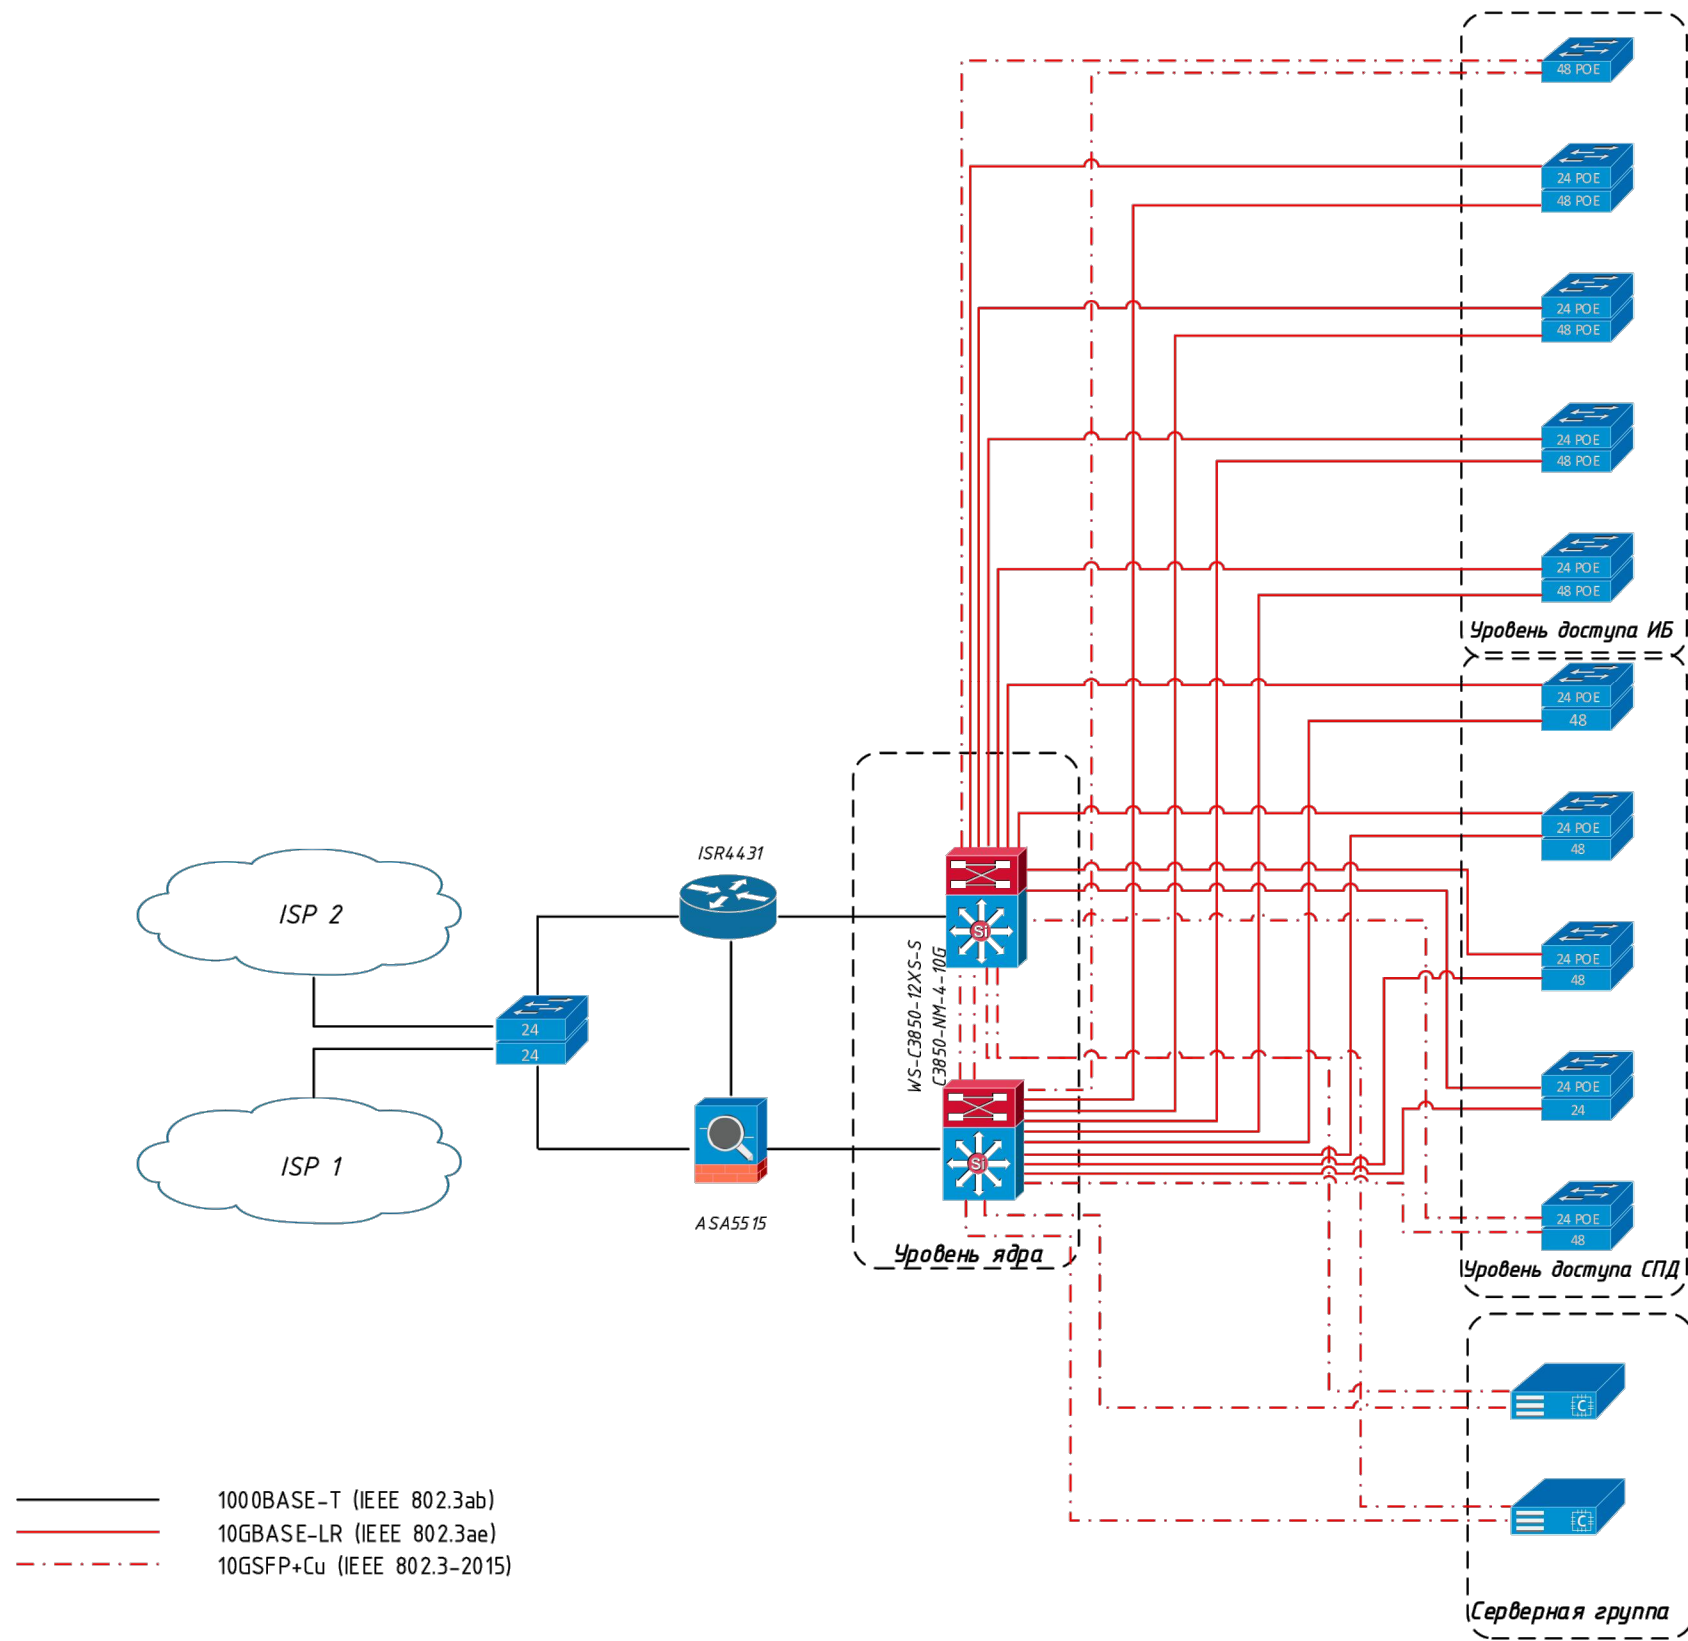 48 POE
24 POE
48 POE
24 POE
48 POE
24 POE
48 POE
24 POE
48 POE
Уровень доступа ИБ
24 POE
48
24 POE
48
24 POE
48
24 POE
24
24 POE
48
Уровень доступа СПД
ISR4431
ISP 2
Si
WS-C3850-12XS-S
C3850-NM-4-10G
24
24
ISP 1
Si
ASA5515
Уровень ядра
C
C
Серверная группа
1000BASE-T (IEEE 802.3ab)
10GBASE-LR (IEEE 802.3ae)
10GSFP+Cu (IEEE 802.3-2015)